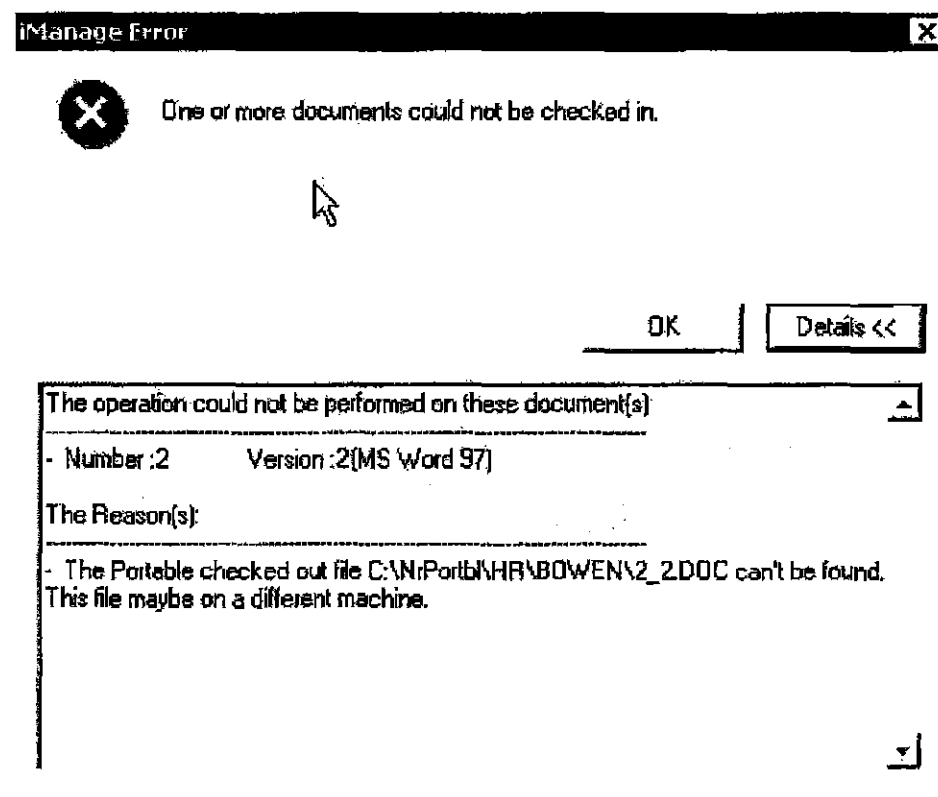 iManage Error
One or more documents could not be checked in.
OK
Details <<
The operation could not be performed on these document(s)
- Number :2 Version :2(MS Word 97)
The Reason(s):
- The Portable checked out file C:\NrPortbl\HR\BOWEN\2_2.DOC can't be found.
This file maybe on a different machine.